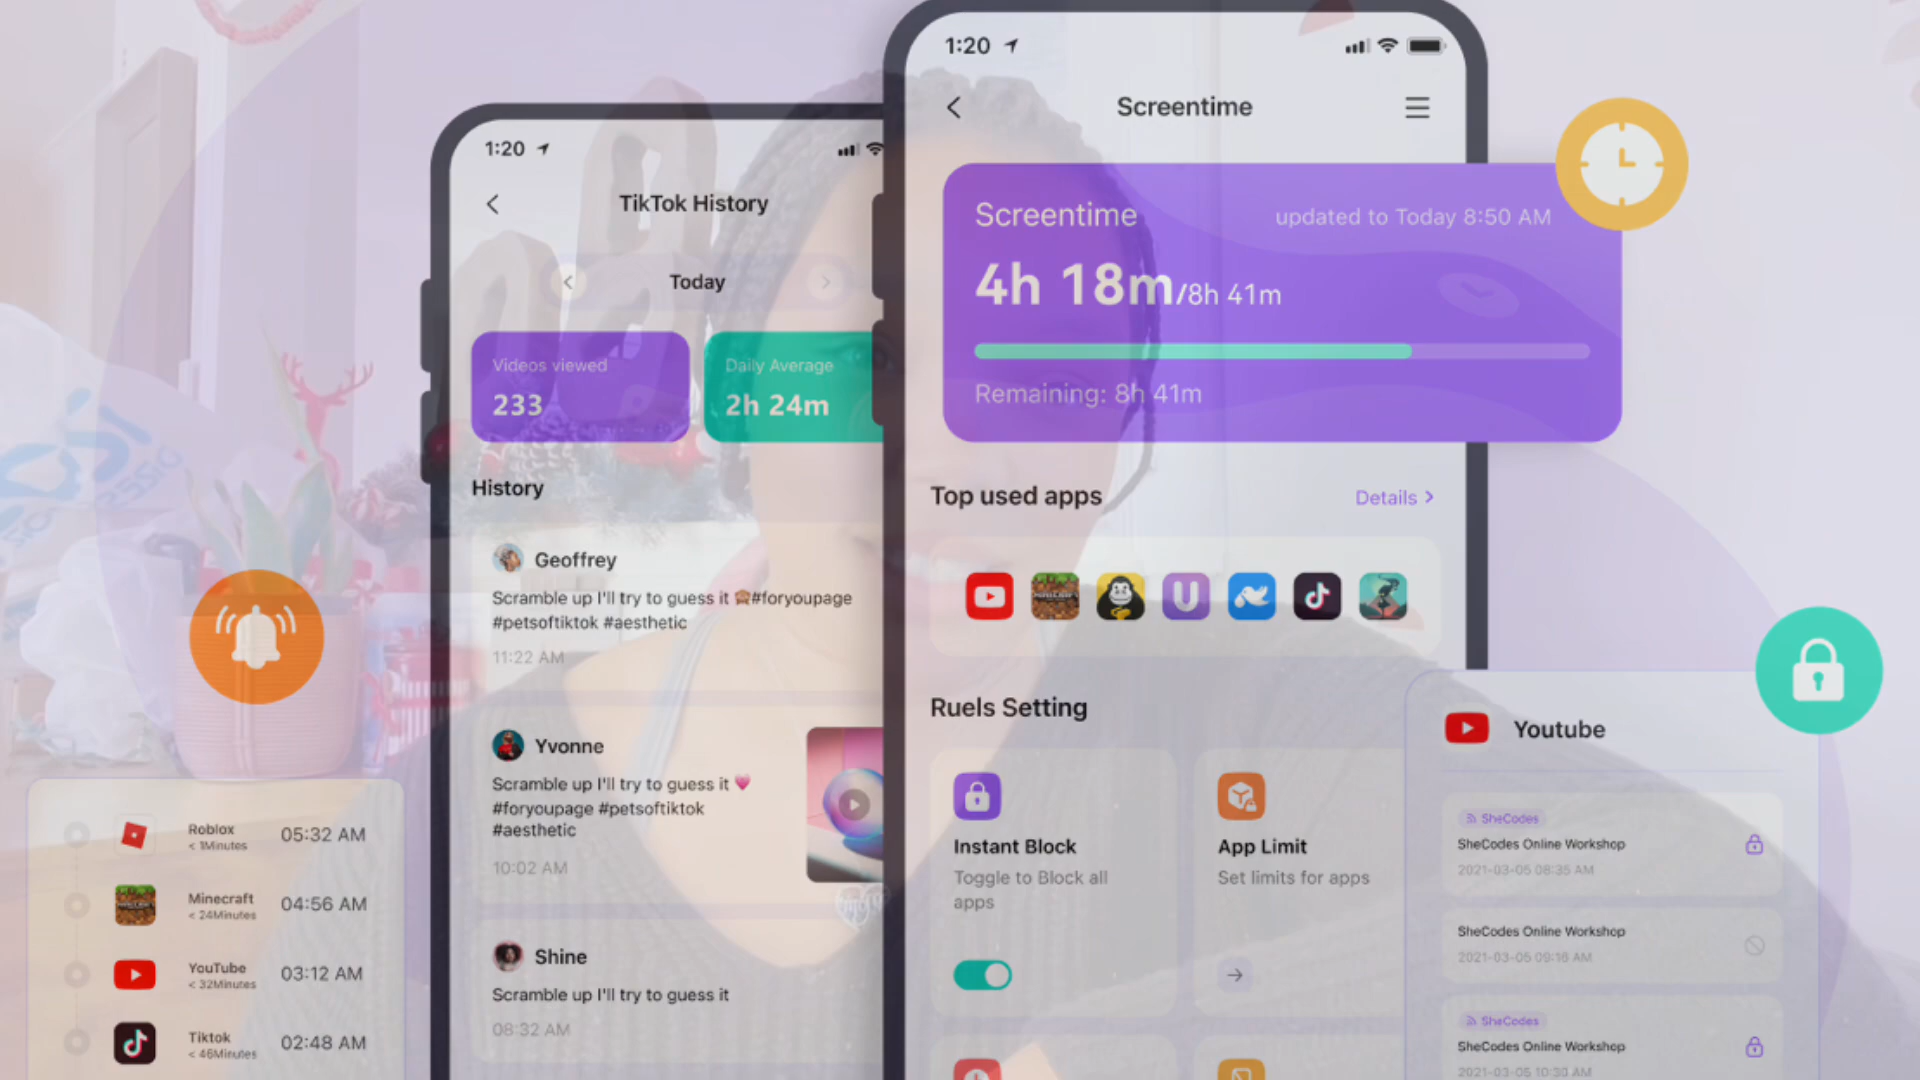 1:20
Screentime
Screentime
updated to Today 8:50 AM
4h 18m/8h 41m
Remaining: 8h 41m
Top used apps
Details >
Ruels Setting
Instant Block
Toggle to Block all
apps
App Limit
Set limits for apps
1:20
TikTok History
Today
Videos viewed
233
Daily Average
2h 24m
History
Geoffrey
Scramble up I'll try to guess it 🙈#foryoupage
#petsoftiktok #aesthetic
11:22 AM
Yvonne
Scramble up I'll try to guess it 💗
#foryoupage #petsoftiktok
#aesthetic
10:02 AM
Shine
Scramble up I'll try to guess it
08:32 AM
Roblox
< 1Minutes
05:32 AM
Minecraft
< 24Minutes
04:56 AM
YouTube
< 32Minutes
03:12 AM
Tiktok
< 46Minutes
02:48 AM
Youtube
SheCodes
SheCodes Online Workshop
2021-03-05 08:35 AM
SheCodes Online Workshop
2021-03-05 09:16 AM
SheCodes
SheCodes Online Workshop
2021-03-05 10:30 AM